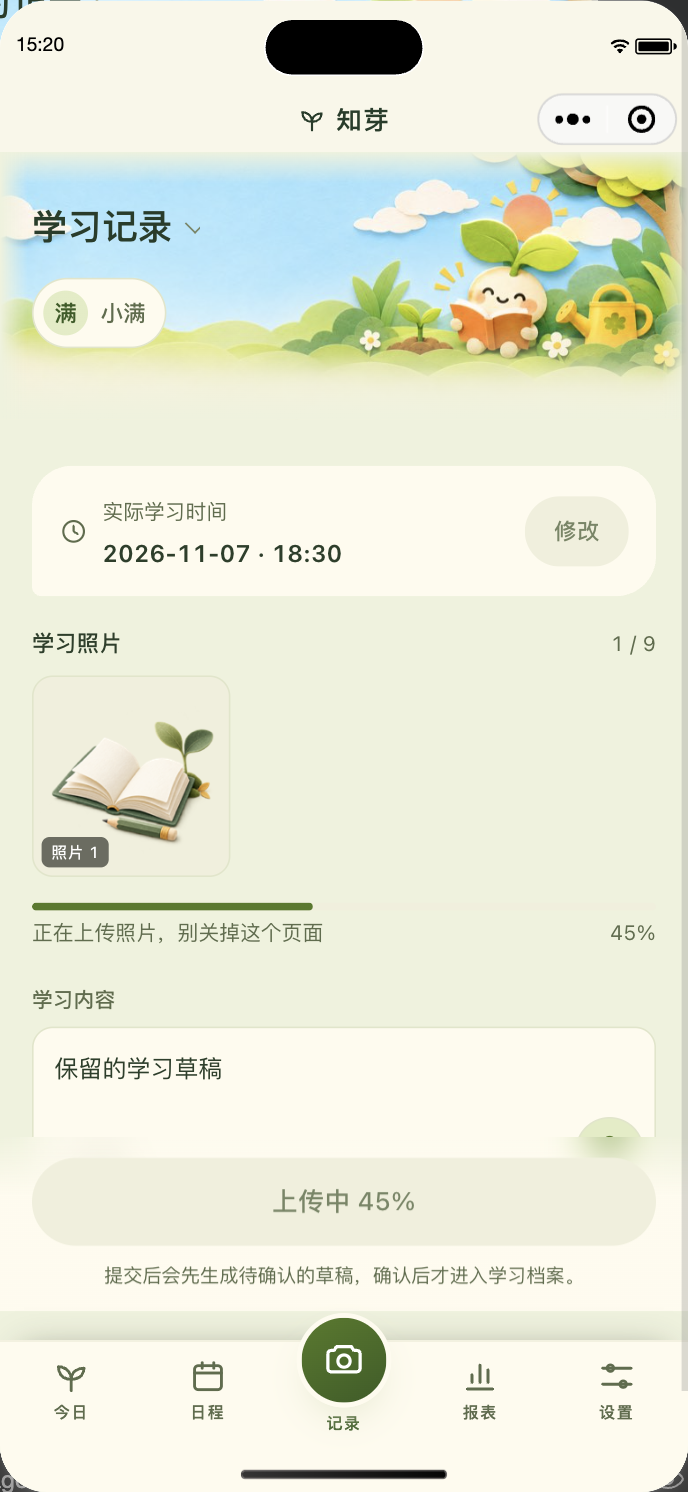 15:20
知芽
学习记录
满 小满
实际学习时间
2026-11-07 · 18:30
修改
学习照片
1 / 9
照片 1
正在上传照片，别关掉这个页面
45%
学习内容
保留的学习草稿
上传中 45%
提交后会先生成待确认的草稿，确认后才进入学习档案。
今日
日程
记录
报表
设置